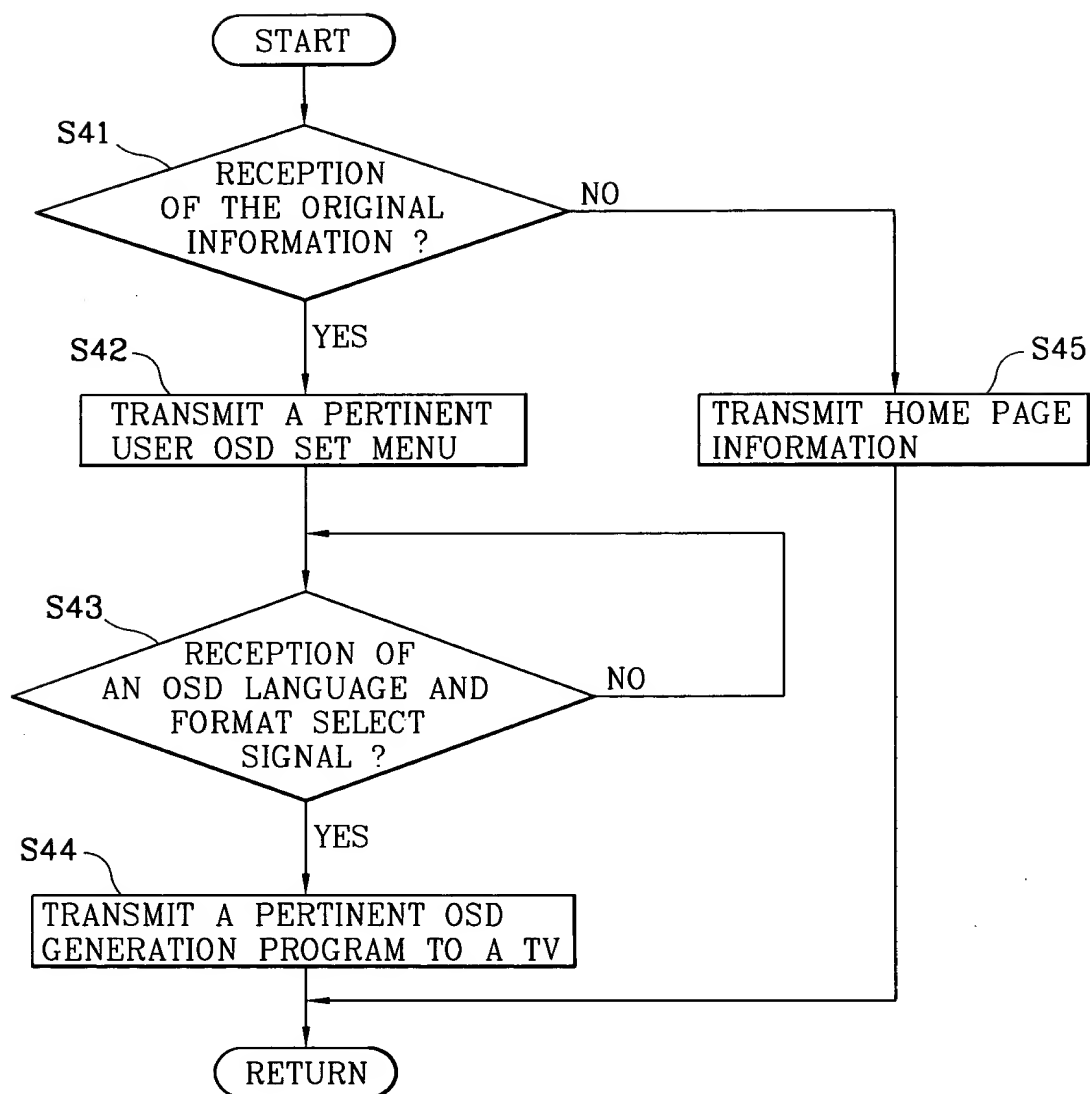 START
S41
RECEPTION
OF THE ORIGINAL
INFORMATION ?
NO
YES
S42
TRANSMIT A PERTINENT
USER OSD SET MENU
S45
TRANSMIT HOME PAGE
INFORMATION
S43
RECEPTION OF
AN OSD LANGUAGE AND
FORMAT SELECT
SIGNAL ?
NO
YES
S44
TRANSMIT A PERTINENT OSD
GENERATION PROGRAM TO A TV
RETURN